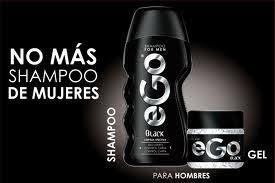 NO MÁS
SHAMPOO
DE MUJERES
SHAMPOO
SHAMPOO
FOR MEN
eGo
BLacK
eGo
BLacK
GEL
PARA HOMBRES